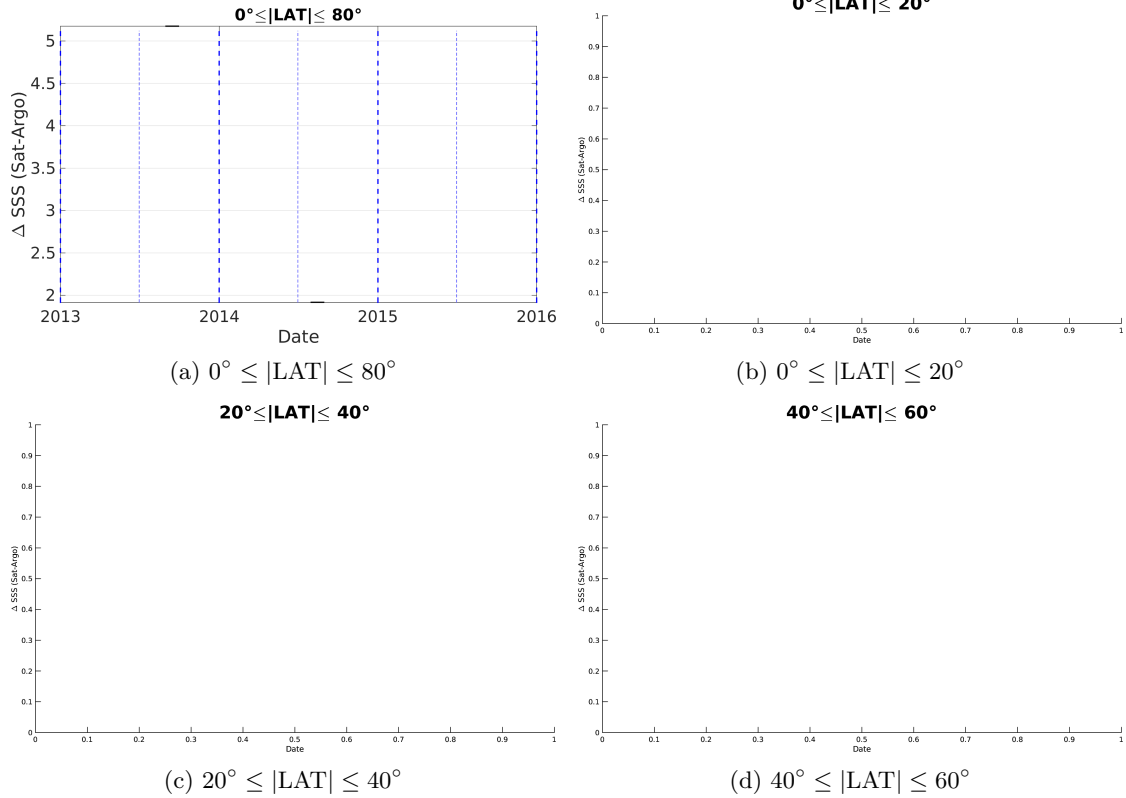 0°≤|LAT|≤ 80°
Δ SSS (Sat-Argo)
5
4.5
4
3.5
3
2.5
2
2013 2014 2015 2016
Date
(a) 0° ≤ |LAT| ≤ 80°
0°≤|LAT|≤ 20°
Δ SSS (Sat-Argo)
1
0.9
0.8
0.7
0.6
0.5
0.4
0.3
0.2
0.1
0
0 0.1 0.2 0.3 0.4 0.5 0.6 0.7 0.8 0.9 1
Date
(b) 0° ≤ |LAT| ≤ 20°
20°≤|LAT|≤ 40°
Δ SSS (Sat-Argo)
1
0.9
0.8
0.7
0.6
0.5
0.4
0.3
0.2
0.1
0
0 0.1 0.2 0.3 0.4 0.5 0.6 0.7 0.8 0.9 1
Date
(c) 20° ≤ |LAT| ≤ 40°
40°≤|LAT|≤ 60°
Δ SSS (Sat-Argo)
1
0.9
0.8
0.7
0.6
0.5
0.4
0.3
0.2
0.1
0
0 0.1 0.2 0.3 0.4 0.5 0.6 0.7 0.8 0.9 1
Date
(d) 40° ≤ |LAT| ≤ 60°